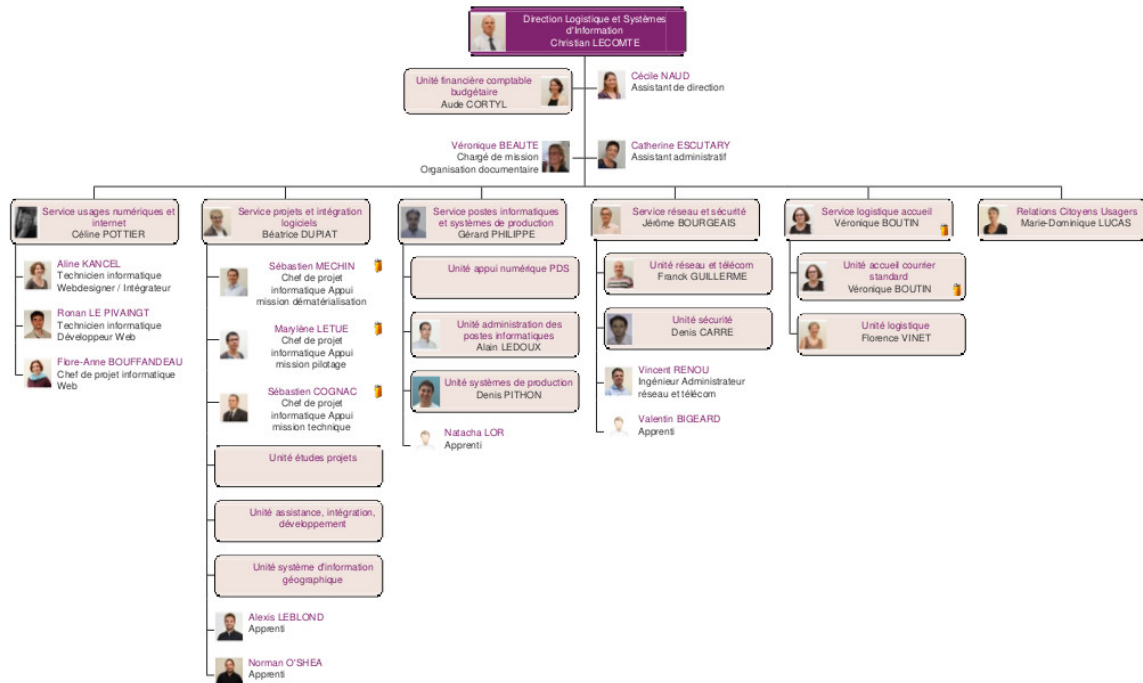 Direction Logistique et Systèmes
d'Information
Christian LECOMTE
Unité financière comptable
budgétaire
Aude CORTYL
Cécile NAUD
Assistant de direction
Véronique BEAUTE
Chargé de mission
Organisation documentaire
Catherine ESCUTARY
Assistant administratif
Service usages numériques et
internet
Céline POTTIER
Aline KANCEL
Technicien informatique
Webdesigner / Intégrateur
Ronan LE PIVAINGT
Technicien informatique
Développeur Web
Flore-Anne BOUFFANDEAU
Chef de projet informatique
Web
Service projets et intégration
logiciels
Béatrice DUPIAT
Sébastien MECHIN
Chef de projet
informatique Appui
mission dématérialisation
Marylène LETUE
Chef de projet
informatique Appui
mission pilotage
Sébastien COGNAC
Chef de projet
informatique Appui
mission technique
Unité études projets
Unité assistance, intégration,
développement
Unité système d'information
géographique
Alexis LEBLOND
Apprenti
Norman O'SHEA
Apprenti
Service postes informatiques
et systèmes de production
Gérard PHILIPPE
Unité appui numérique PDS
Unité administration des
postes informatiques
Alain LEDOUX
Unité systèmes de production
Denis PITHON
Natacha LOR
Apprenti
Service réseau et sécurité
Jérôme BOURGEAIS
Unité réseau et télécom
Franck GUILLERME
Unité sécurité
Denis CARRE
Vincent RENOU
Ingénieur Administrateur
réseau et télécom
Valentin BIGEARD
Apprenti
Service logistique accueil
Véronique BOUTIN
Unité accueil courrier
standard
Véronique BOUTIN
Unité logistique
Florence VINET
Relations Citoyens Usagers
Marie-Dominique LUCAS